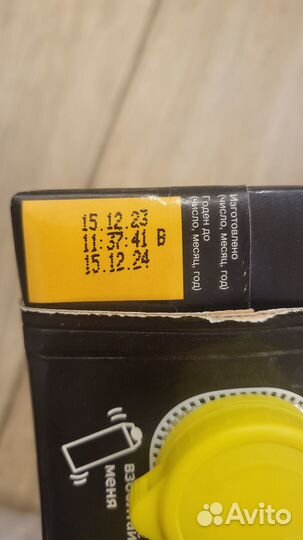 15.12.23
11:37:41 В
15.12.24
Изготовлено
(число, месяц, год)
Годен до
(число, месяц, год)
взболтай
меня
Avito